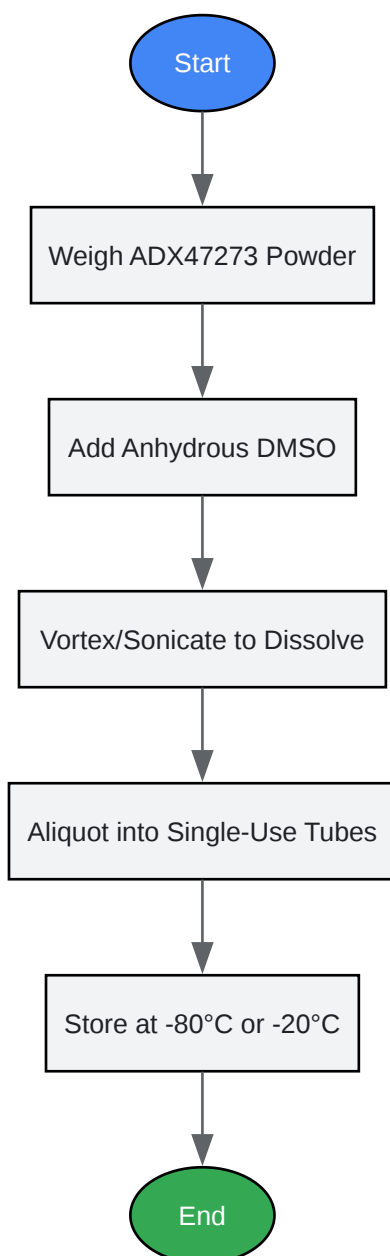 Start
Weigh ADX47273 Powder
Add Anhydrous DMSO
Vortex/Sonicate to Dissolve
Aliquot into Single-Use Tubes
Store at -80°C or -20°C
End